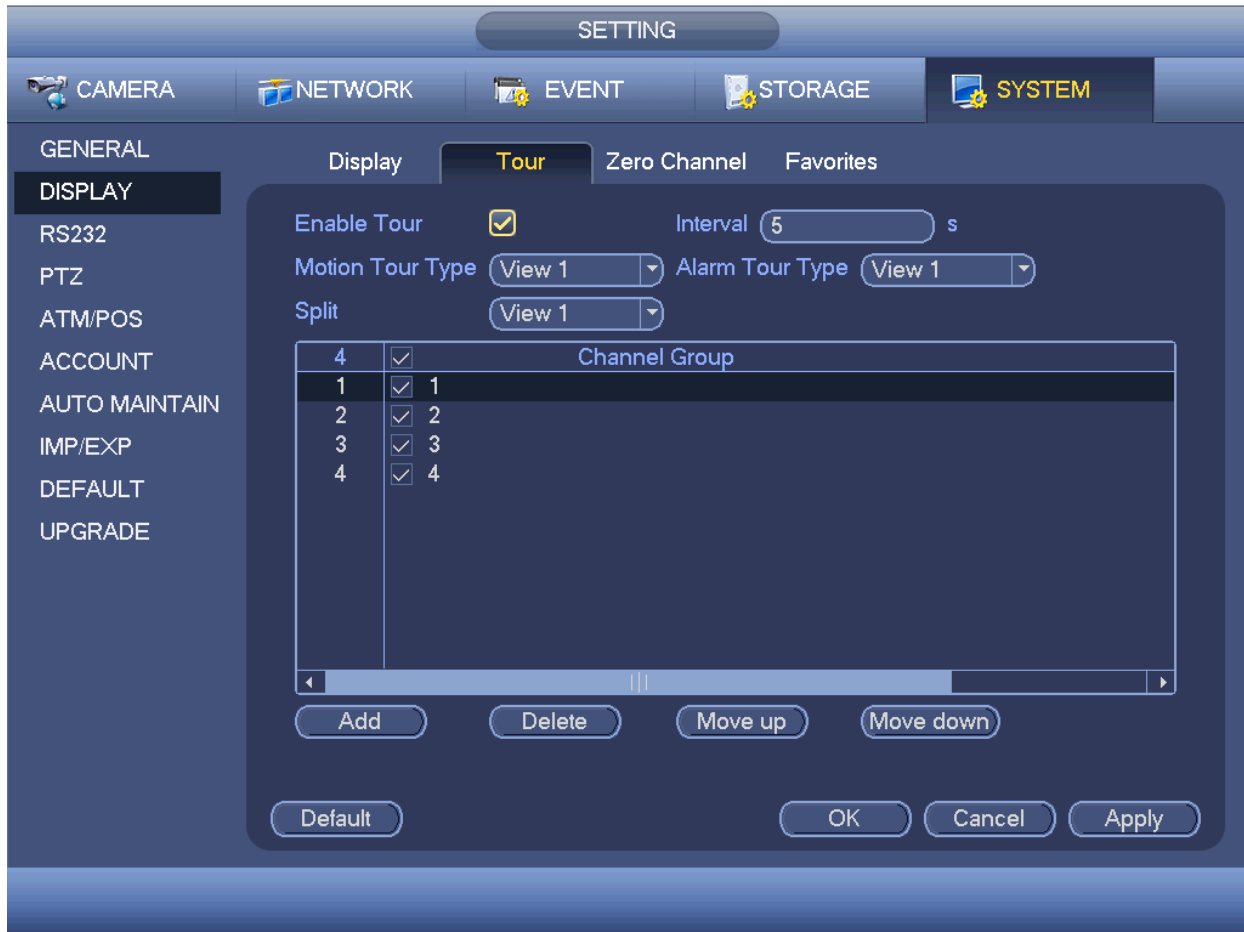 SETTING
CAMERA NETWORK EVENT STORAGE SYSTEM
GENERAL
DISPLAY
RS232
PTZ
ATM/POS
ACCOUNT
AUTO MAINTAIN
IMP/EXP
DEFAULT
UPGRADE
Display Tour Zero Channel Favorites
Enable Tour Interval 5 s
Motion Tour Type View 1 Alarm Tour Type View 1
Split View 1
4 Channel Group
1 1
2 2
3 3
4 4
Add Delete Move up Move down
Default OK Cancel Apply